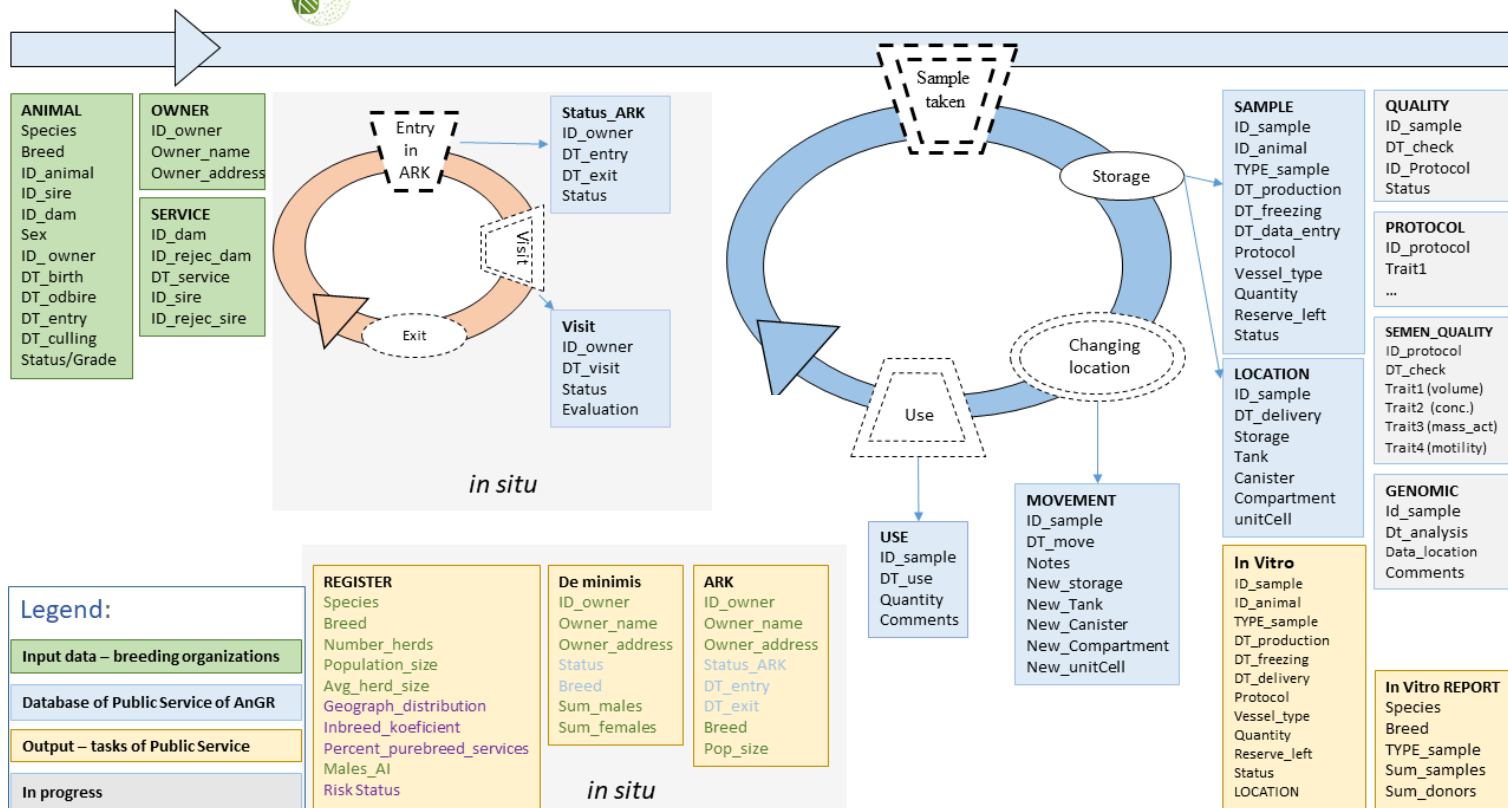 ANIMAL
Species
Breed
ID_animal
ID_sire
ID_dam
Sex
ID_owner
DT_birth
DT_odbire
DT_entry
DT_culling
Status/Grade
OWNER
ID_owner
Owner_name
Owner_address
SERVICE
ID_dam
ID_rejec_dam
DT_service
ID_sire
ID_rejec_sire
Entry
in
ARK
Visit
Exit
Status_ARK
ID_owner
DT_entry
DT_exit
Status
Visit
ID_owner
DT_visit
Status
Evaluation
in situ
Sample
taken
Storage
Changing
location
Use
SAMPLE
ID_sample
ID_animal
TYPE_sample
DT_production
DT_freezing
DT_data_entry
Protocol
Vessel_type
Quantity
Reserve_left
Status
LOCATION
ID_sample
DT_delivery
Storage
Tank
Canister
Compartment
unitCell
QUALITY
ID_sample
DT_check
ID_Protocol
Status
PROTOCOL
ID_protocol
Trait1
...
SEMEN_QUALITY
ID_protocol
DT_check
Trait1 (volume)
Trait2 (conc.)
Trait3 (mass_act)
Trait4 (motility)
GENOMIC
Id_sample
Dt_analysis
Data_location
Comments
USE
ID_sample
DT_use
Quantity
Comments
MOVEMENT
ID_sample
DT_move
Notes
New_storage
New_Tank
New_Canister
New_Compartment
New_unitCell
Legend:
Input data – breeding organizations
Database of Public Service of AnGR
Output – tasks of Public Service
In progress
REGISTER
Species
Breed
Number_herds
Population_size
Avg_herd_size
Geograph_distribution
Inbreed_koeficient
Percent_purebreed_services
Males_AI
Risk Status
De minimis
ID_owner
Owner_name
Owner_address
Status
Breed
Sum_males
Sum_females
ARK
ID_owner
Owner_name
Owner_address
Status_ARK
DT_entry
DT_exit
Breed
Pop_size
in situ
In Vitro
ID_sample
ID_animal
TYPE_sample
DT_production
DT_freezing
DT_delivery
Protocol
Vessel_type
Quantity
Reserve_left
Status
LOCATION
In Vitro REPORT
Species
Breed
TYPE_sample
Sum_samples
Sum_donors